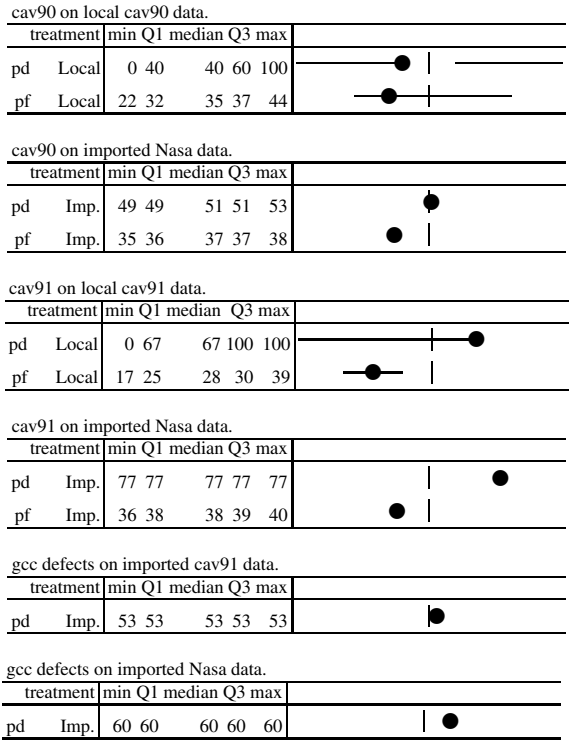 cav90 on local cav90 data.
treatment min Q1 median Q3 max
pd Local 0 40 40 60 100
pf Local 22 32 35 37 44
cav90 on imported Nasa data.
treatment min Q1 median Q3 max
pd Imp. 49 49 51 51 53
pf Imp. 35 36 37 37 38
cav91 on local cav91 data.
treatment min Q1 median Q3 max
pd Local 0 67 67 100 100
pf Local 17 25 28 30 39
cav91 on imported Nasa data.
treatment min Q1 median Q3 max
pd Imp. 77 77 77 77 77
pf Imp. 36 38 38 39 40
gcc defects on imported cav91 data.
treatment min Q1 median Q3 max
pd Imp. 53 53 53 53 53
gcc defects on imported Nasa data.
treatment min Q1 median Q3 max
pd Imp. 60 60 60 60 60